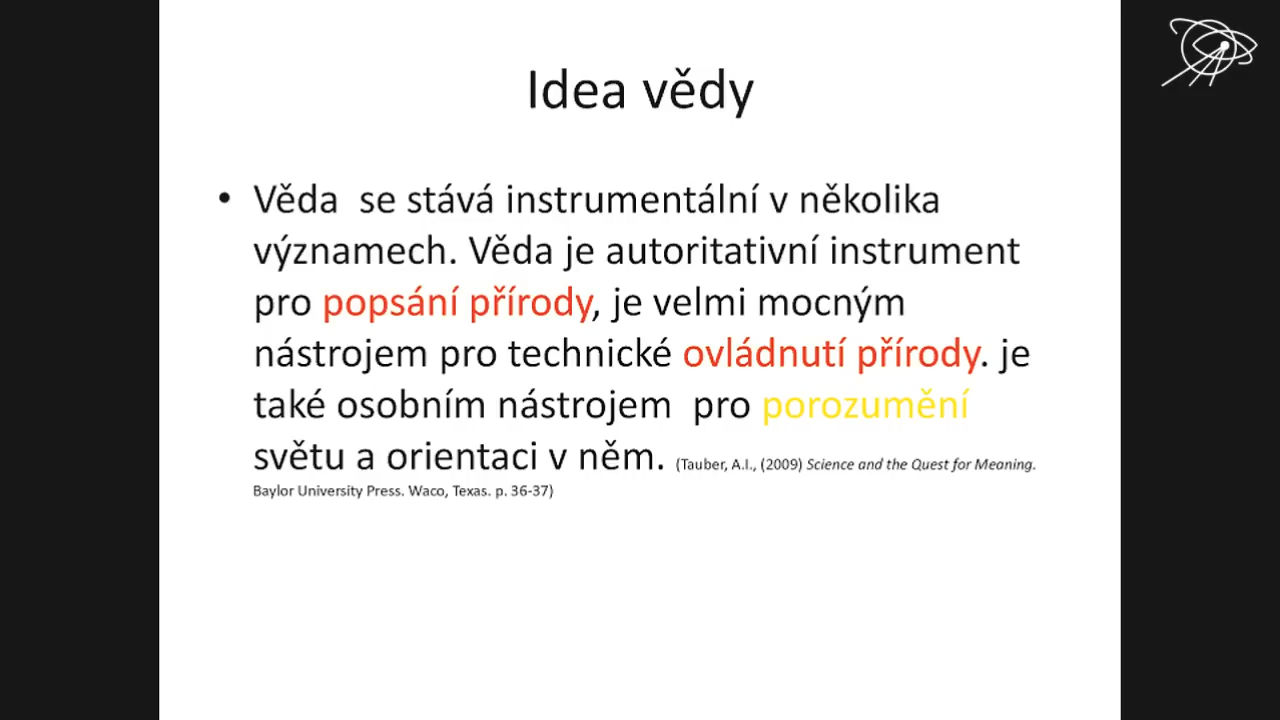 Idea vědy
• Věda  se stává instrumentální v několika
významech. Věda je autoritativní instrument
pro popsání přírody, je velmi mocným
nástrojem pro technické ovládnutí přírody. je
také osobním nástrojem  pro porozumění
světu a orientaci v něm. (Tauber, A.I., (2009) Science and the Quest for Meaning.
Baylor University Press. Waco, Texas. p. 36-37)